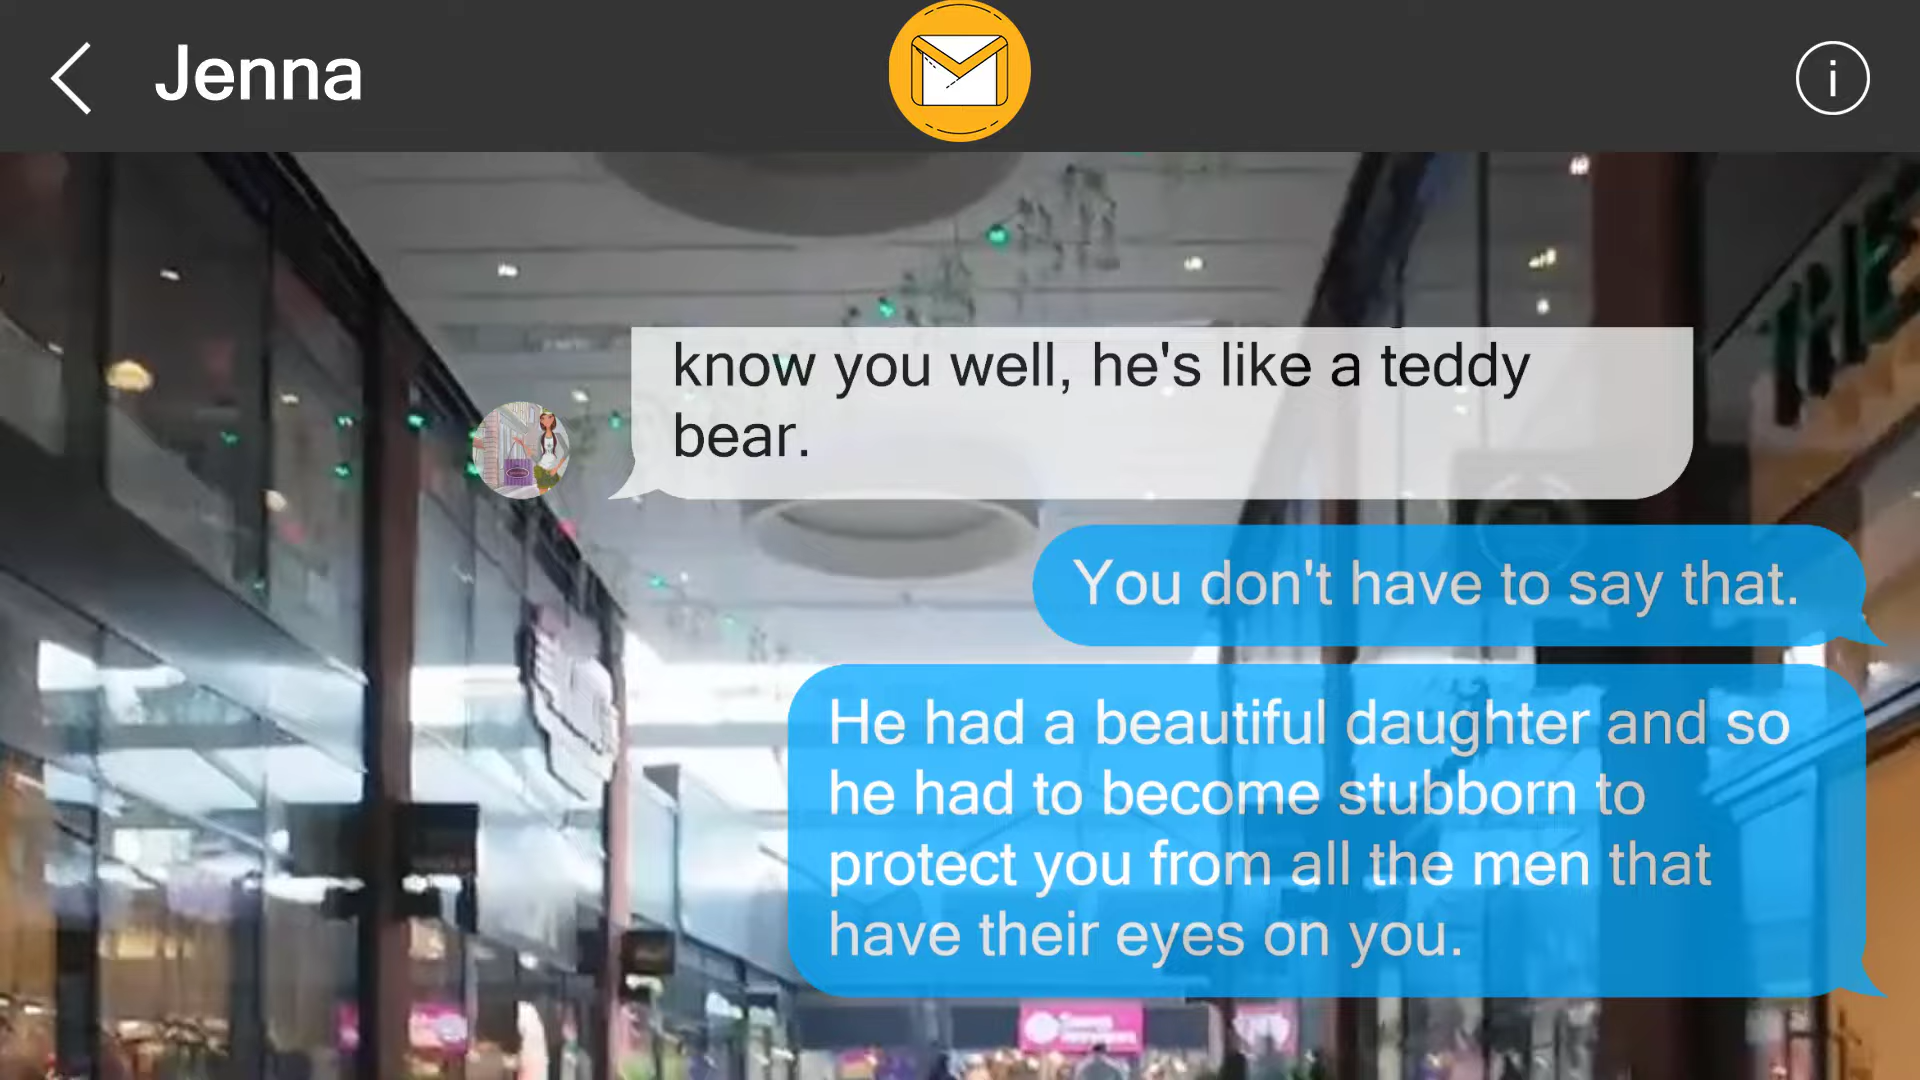 Jenna
know you well, he's like a teddy
bear.
You don't have to say that.
He had a beautiful daughter and so
he had to become stubborn to
protect you from all the men that
have their eyes on you.